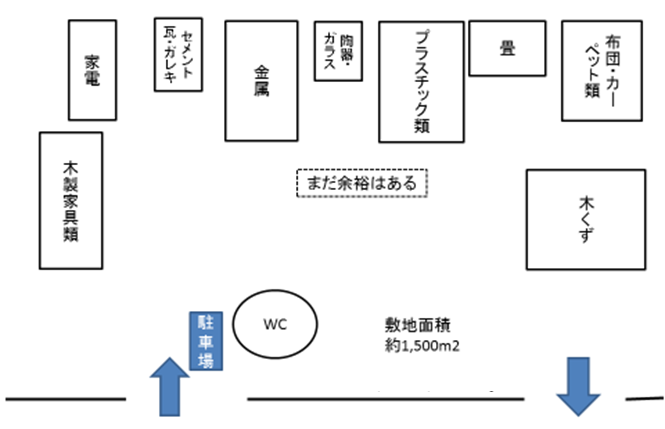 家電
セメント
瓦・ガレキ
金属
陶器・
ガラス
プラスチック類
畳
布団・カー
ペット類
木製家具類
まだ余裕はある
木くず
駐車場
WC
敷地面積
約1,500m2